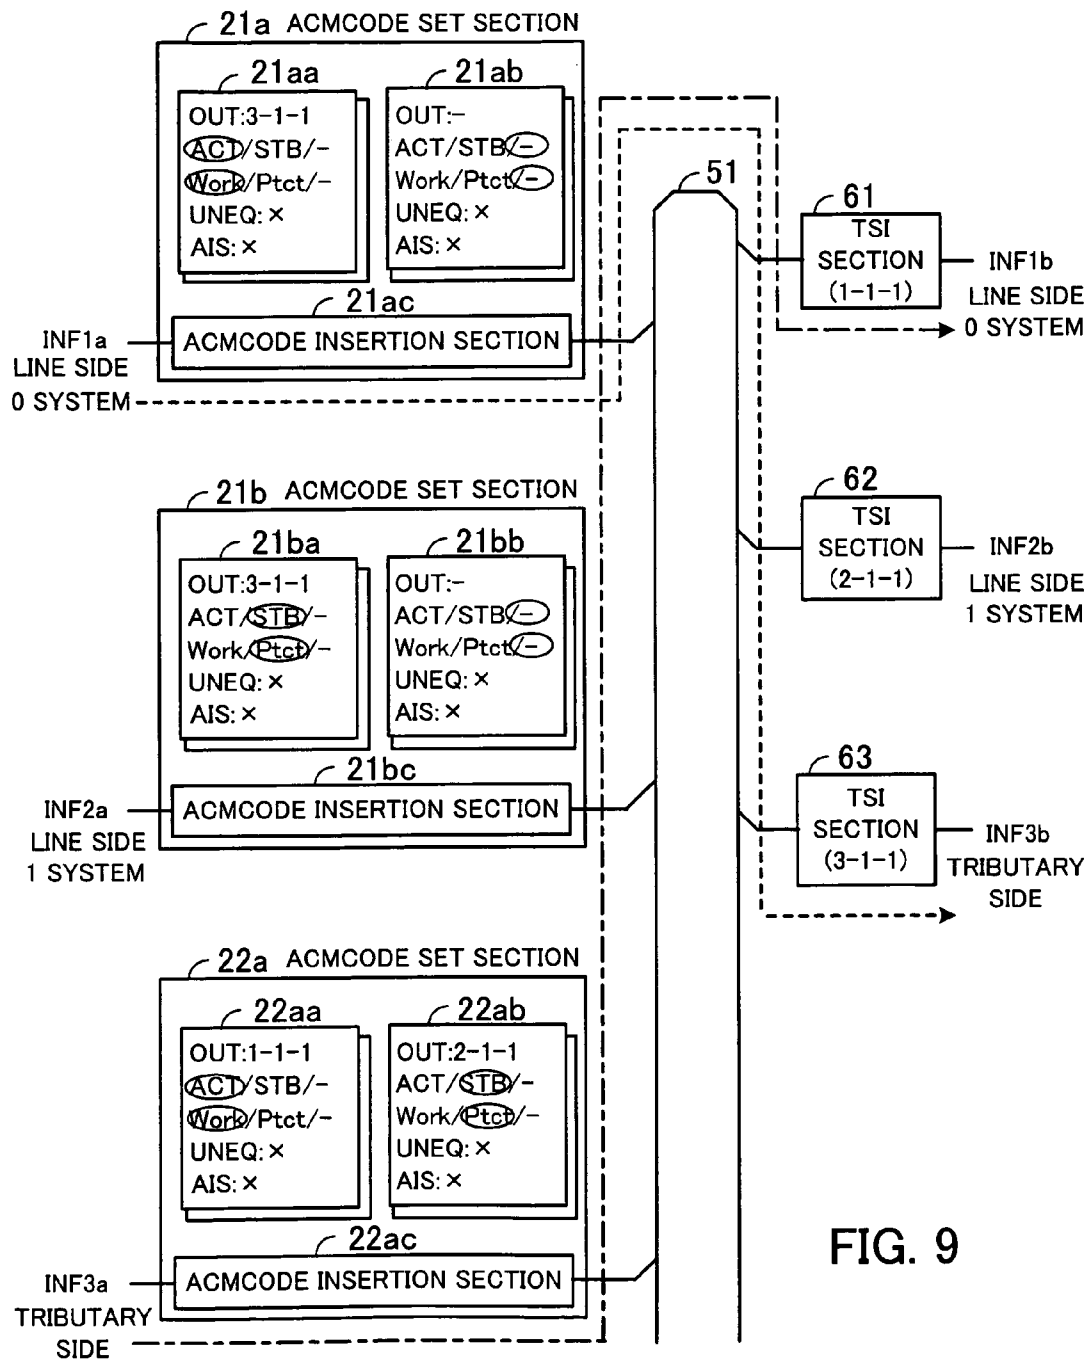 21a ACMCODE SET SECTION
21aa
OUT:3-1-1
ACT/STB/-
Work/Ptct/-
UNEQ:×
AIS:×
21ab
OUT:-
ACT/STB/-
Work/Ptct/-
UNEQ:×
AIS:×
21ac
ACMCODE INSERTION SECTION
INF1a
LINE SIDE
0 SYSTEM
51
61
TSI
SECTION
(1-1-1)
INF1b
LINE SIDE
0 SYSTEM
21b ACMCODE SET SECTION
21ba
OUT:3-1-1
ACT/STB/-
Work/Ptct/-
UNEQ:×
AIS:×
21bb
OUT:-
ACT/STB/-
Work/Ptct/-
UNEQ:×
AIS:×
21bc
ACMCODE INSERTION SECTION
INF2a
LINE SIDE
1 SYSTEM
62
TSI
SECTION
(2-1-1)
INF2b
LINE SIDE
1 SYSTEM
63
TSI
SECTION
(3-1-1)
INF3b
TRIBUTARY
SIDE
22a ACMCODE SET SECTION
22aa
OUT:1-1-1
ACT/STB/-
Work/Ptct/-
UNEQ:×
AIS:×
22ab
OUT:2-1-1
ACT/STB/-
Work/Ptct/-
UNEQ:×
AIS:×
22ac
ACMCODE INSERTION SECTION
INF3a
TRIBUTARY
SIDE
FIG. 9